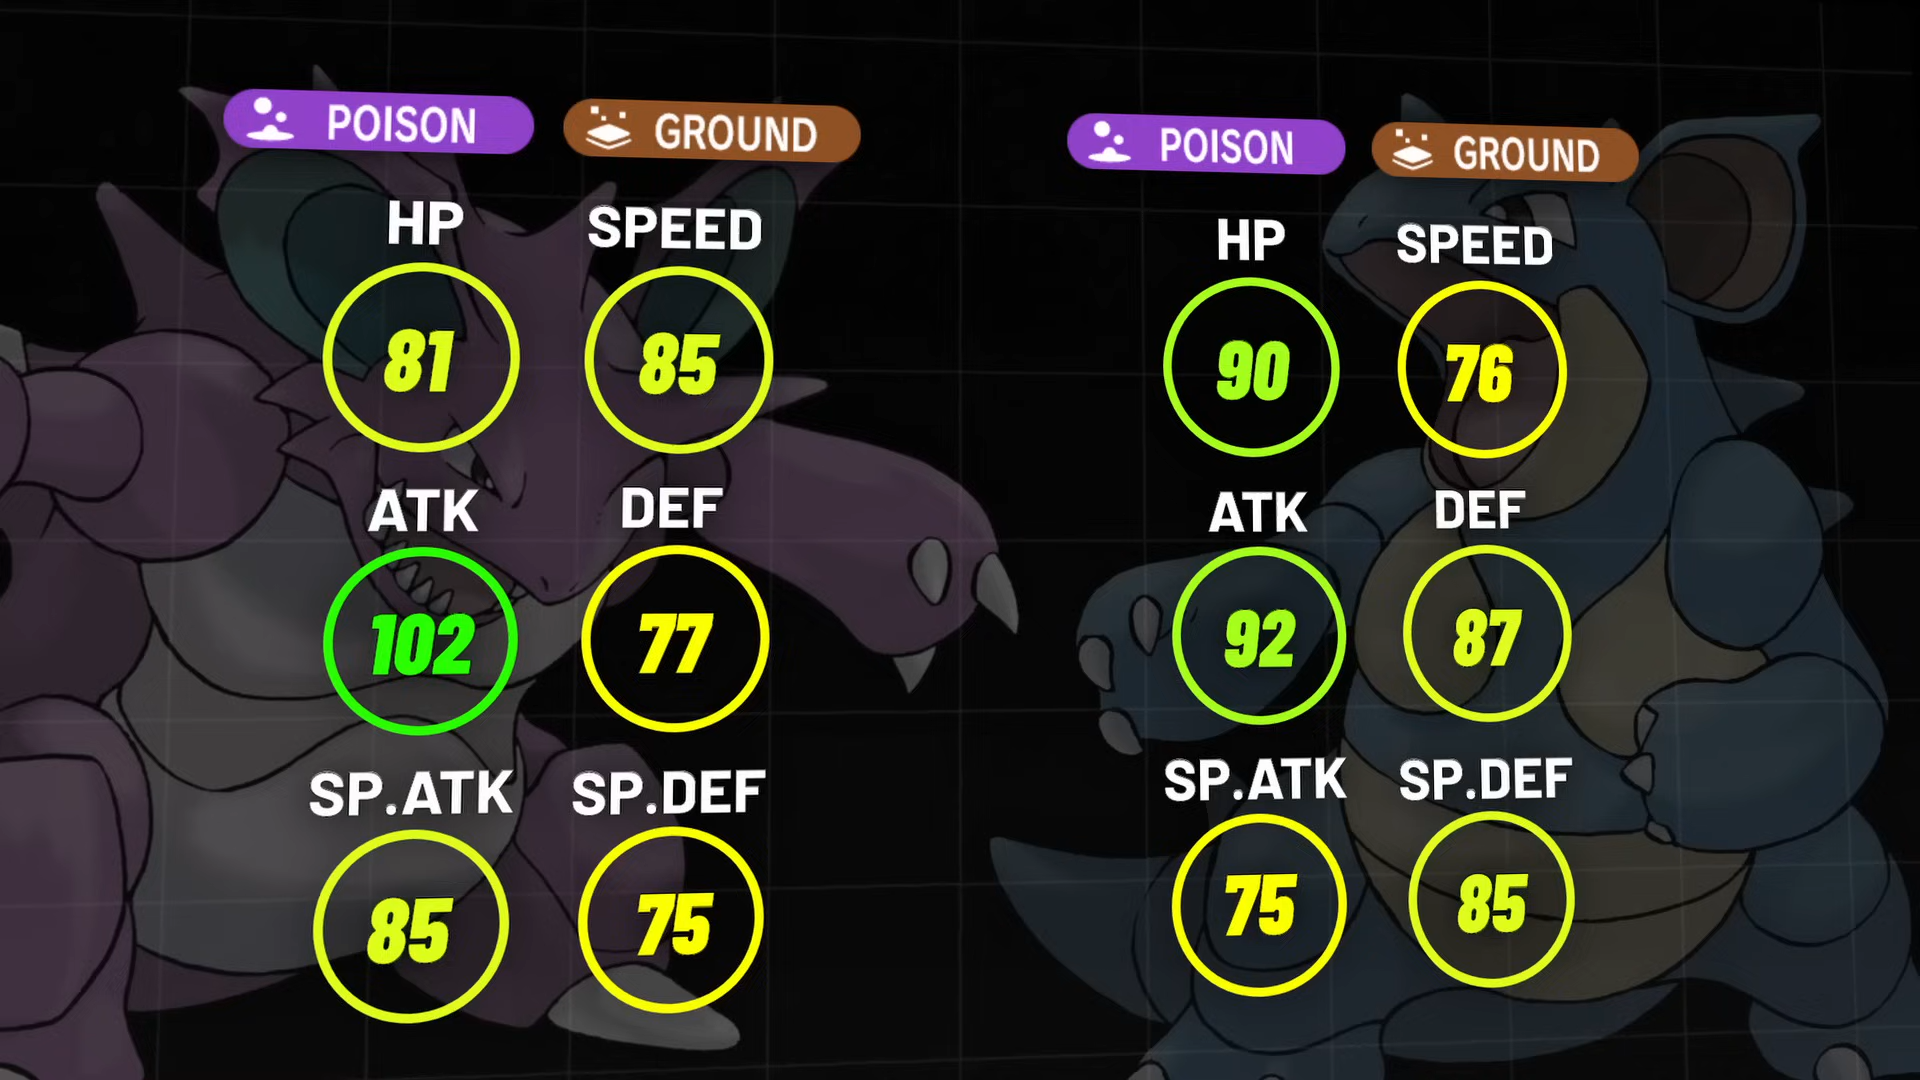 POISON GROUND
HP SPEED
81 85
ATK DEF
102 77
SP.ATK SP.DEF
85 75
POISON GROUND
HP SPEED
90 76
ATK DEF
92 87
SP.ATK SP.DEF
75 85